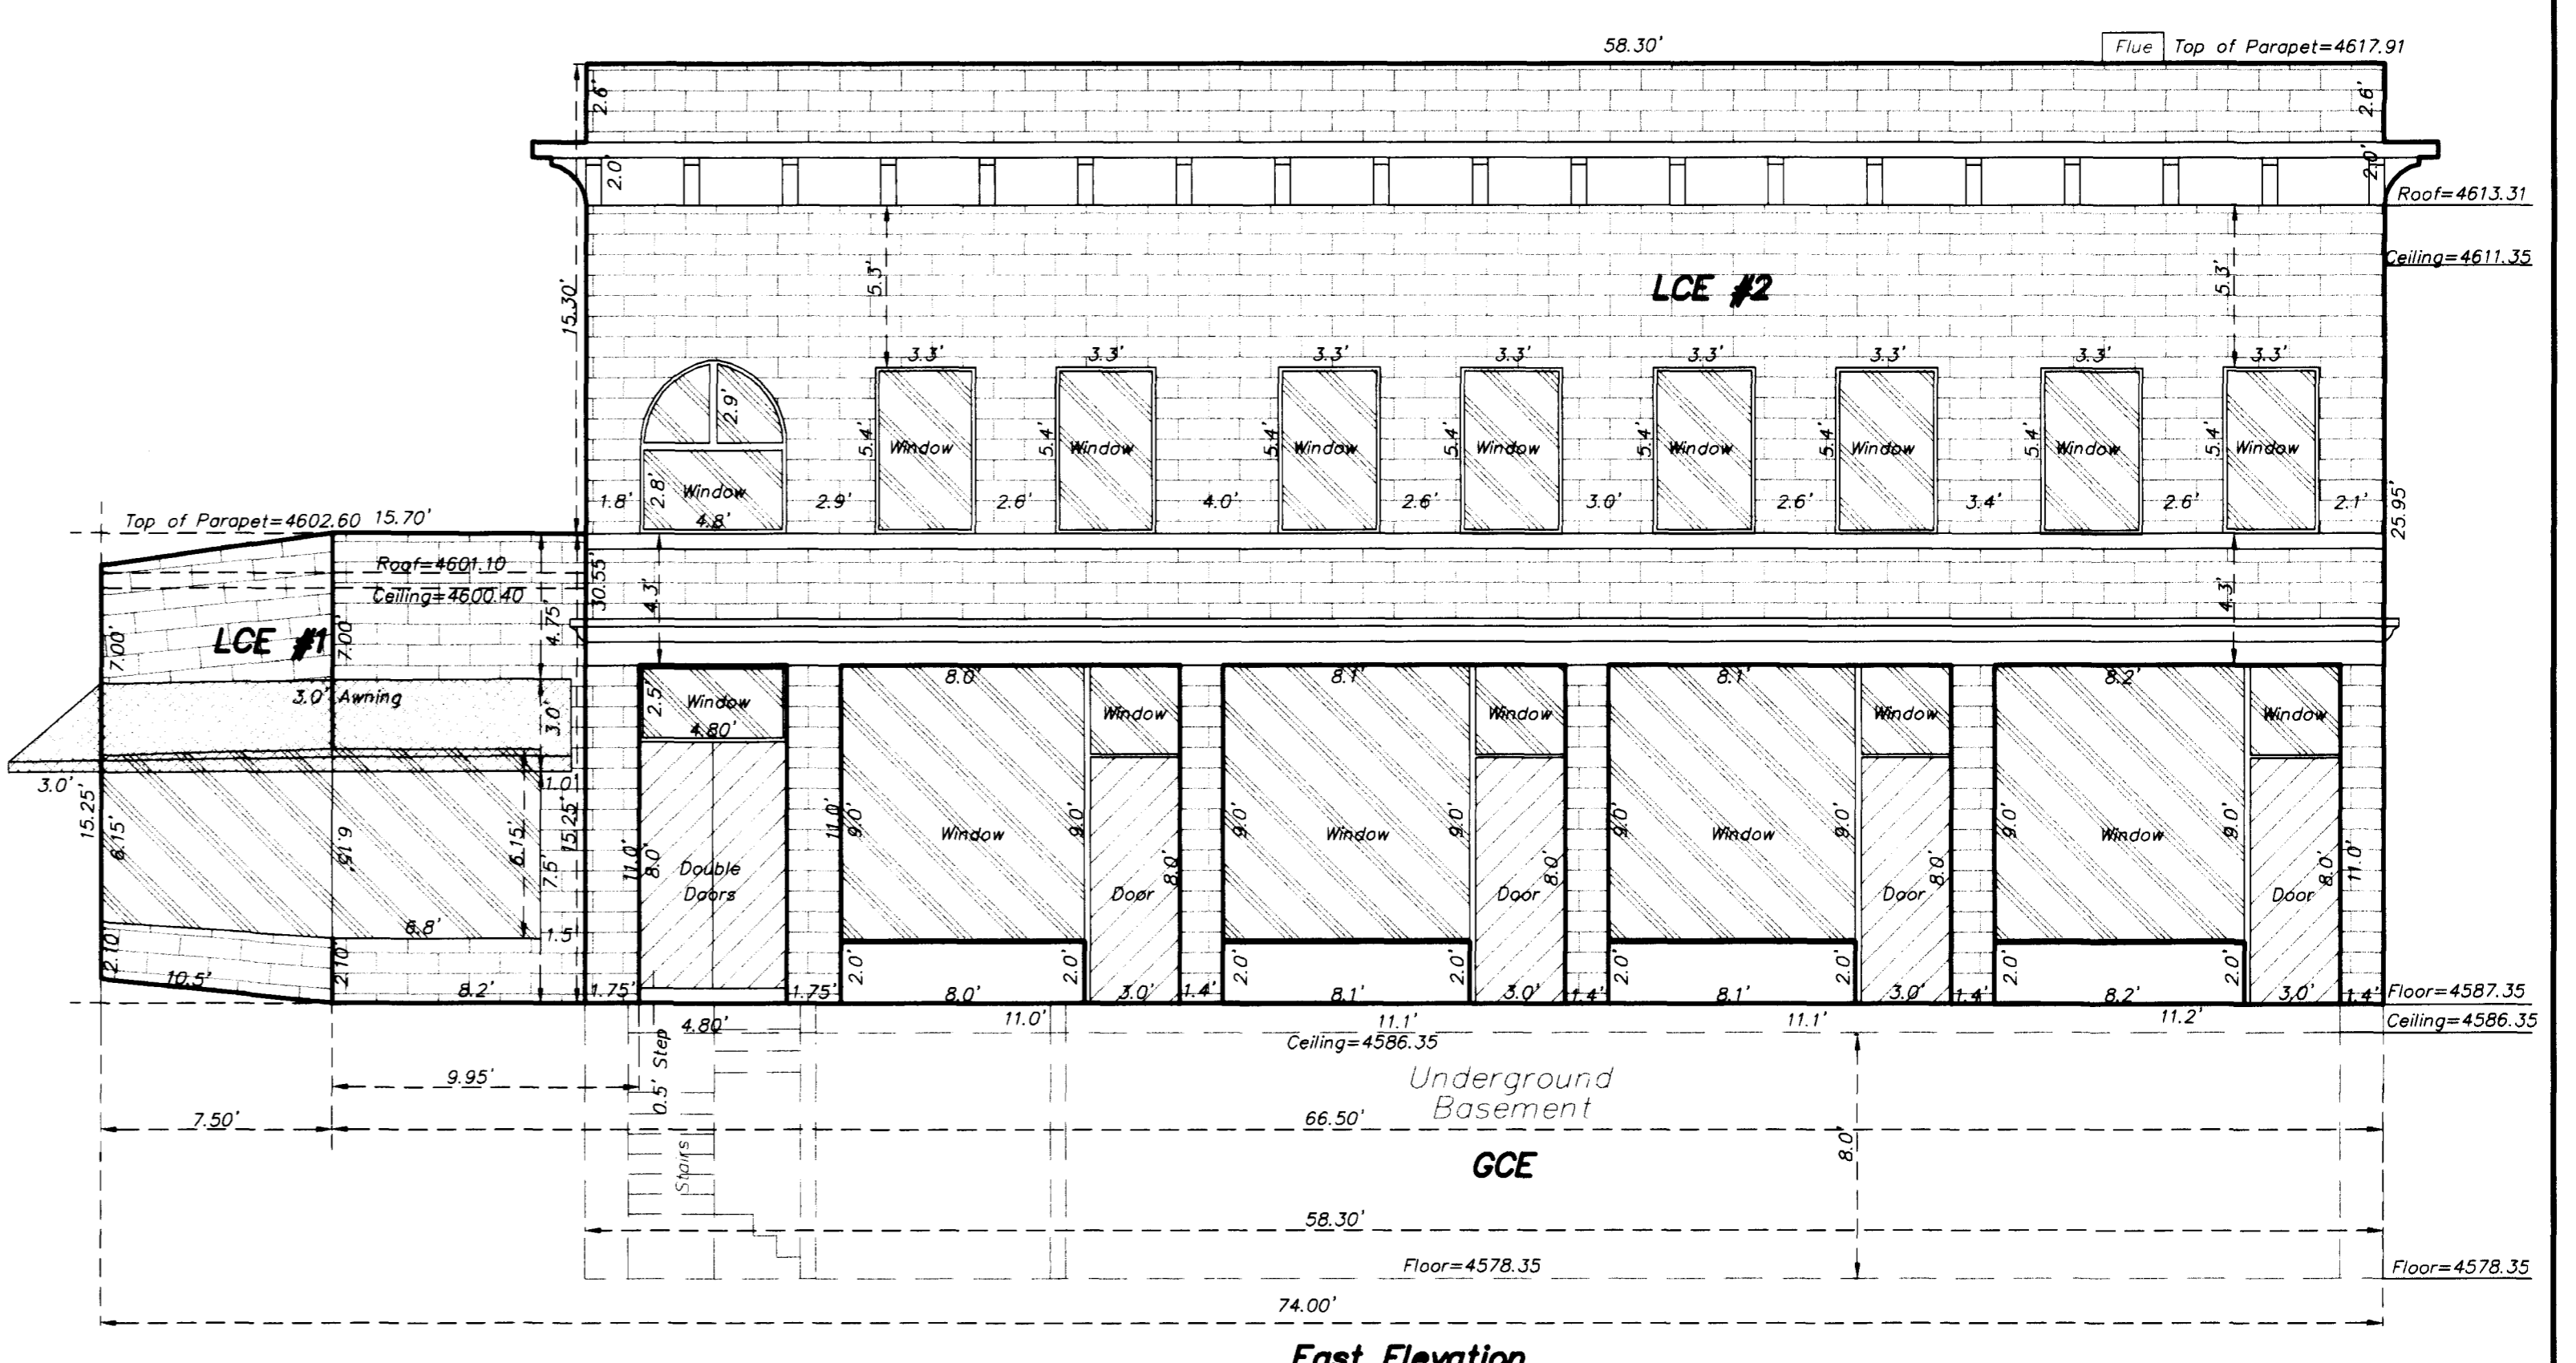 58.30'
Flue
Top of Parapet=4617.91
2.6'
2.6'
2.0'
2.0'
Roof=4613.31
Ceiling=4611.35
5.3'
5.3'
15.30'
LCE #2
3.3'
3.3'
3.3'
3.3'
3.3'
3.3'
3.3'
3.3'
2.9'
5.4'
Window
5.4'
Window
5.4'
Window
5.4'
Window
5.4'
Window
5.4'
Window
5.4'
Window
5.4'
Window
2.8'
Window
4.8'
1.8'
2.9'
2.6'
4.0'
2.6'
3.0'
2.6'
3.4'
2.6'
2.1'
25.95'
Top of Parapet=4602.60
15.70'
Roof=4601.10
Ceiling=4600.40
30.55'
4.3'
4.3'
4.75'
LCE #1
7.00'
7.00'
3.0' Awning
3.0'
3.0'
1.0'
15.25'
6.15'
6.15'
6.15'
7.5'
15.25'
6.8'
1.5'
2.10'
2.10'
10.5'
8.2'
2.5'
Window
4.80'
8.0'
Window
8.1'
Window
8.1'
Window
8.2'
Window
11.0'
8.0'
Double
Doors
11.0'
9.0'
Window
9.0'
Door
8.0'
9.0'
Window
9.0'
Door
8.0'
9.0'
Window
9.0'
Door
8.0'
9.0'
Window
9.0'
Door
8.0'
11.0'
2.0'
2.0'
2.0'
2.0'
2.0'
2.0'
2.0'
2.0'
1.75'
1.75'
8.0'
3.0'
1.4'
8.1'
3.0'
1.4'
8.1'
3.0'
1.4'
8.2'
3.0'
1.4'
Floor=4587.35
4.80'
11.0'
11.1'
11.1'
11.2'
Ceiling=4586.35
Ceiling=4586.35
0.5' Step
9.95'
Underground
Basement
7.50'
66.50'
8.0'
Stairs
GCE
58.30'
Floor=4578.35
Floor=4578.35
74.00'
East Elevation